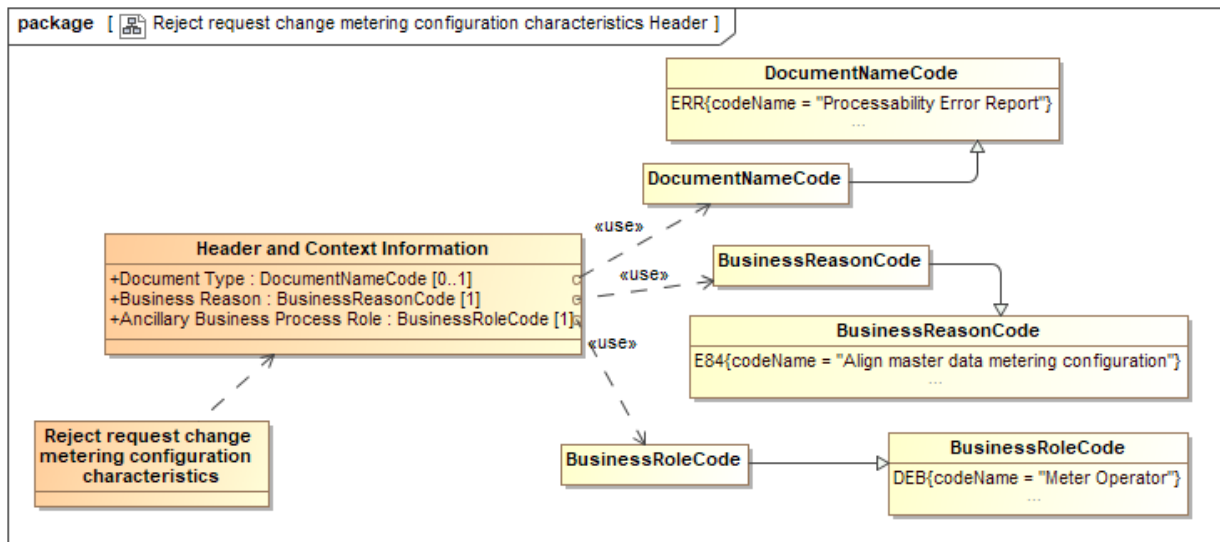 package [ Reject request change metering configuration characteristics Header ]
DocumentNameCode
ERR{codeName = "Processability Error Report"}
...
DocumentNameCode
«use»
Header and Context Information
+Document Type : DocumentNameCode [0..1]
+Business Reason : BusinessReasonCode [1]
+Ancillary Business Process Role : BusinessRoleCode [1]
«use»
BusinessReasonCode
BusinessReasonCode
E84{codeName = "Align master data metering configuration"}
...
«use»
Reject request change
metering configuration
characteristics
BusinessRoleCode
BusinessRoleCode
DEB{codeName = "Meter Operator"}
...